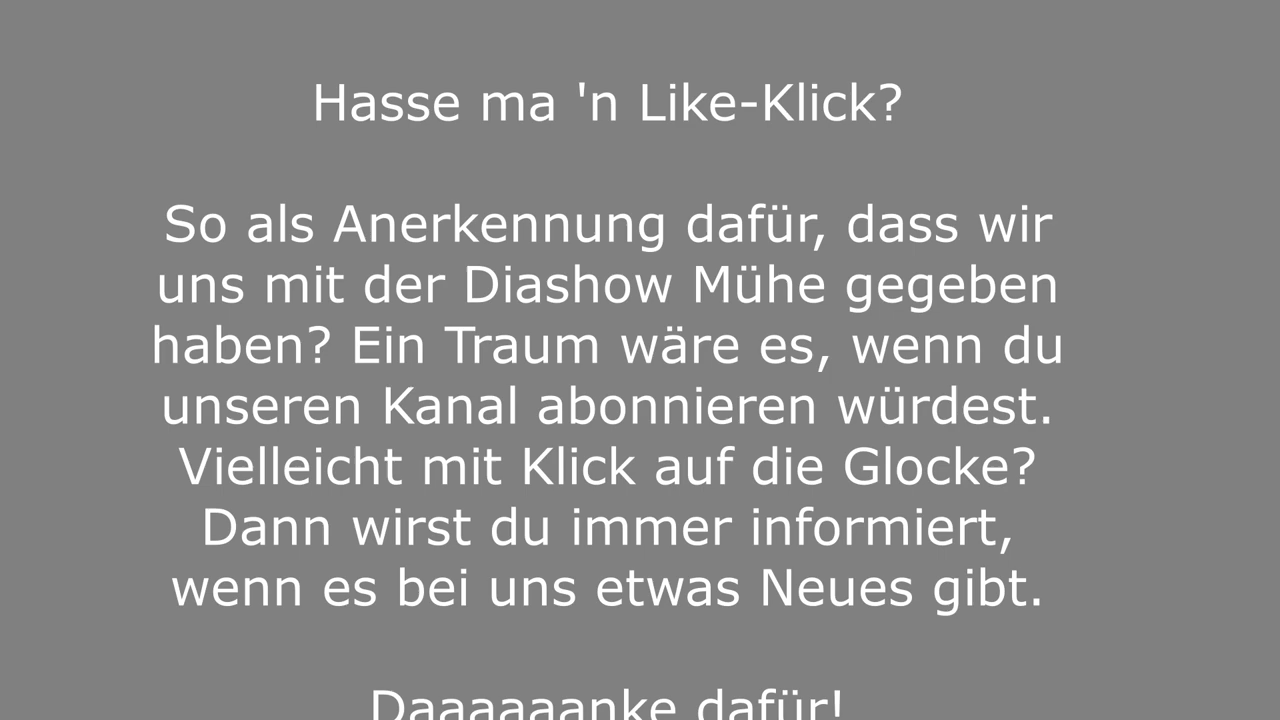 Hasse ma 'n Like-Klick?
So als Anerkennung dafür, dass wir
uns mit der Diashow Mühe gegeben
haben? Ein Traum wäre es, wenn du
unseren Kanal abonnieren würdest.
Vielleicht mit Klick auf die Glocke?
Dann wirst du immer informiert,
wenn es bei uns etwas Neues gibt.
Daaaaaanke dafür!